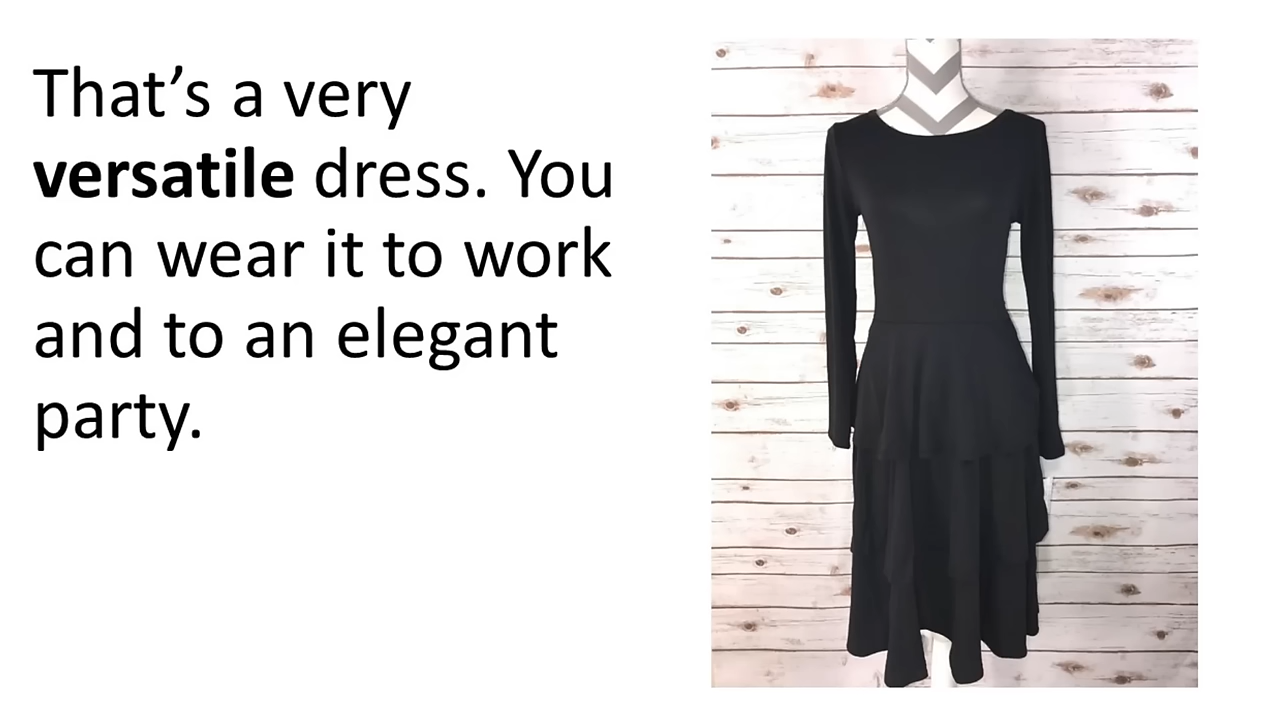 That’s a very
versatile dress. You
can wear it to work
and to an elegant
party.